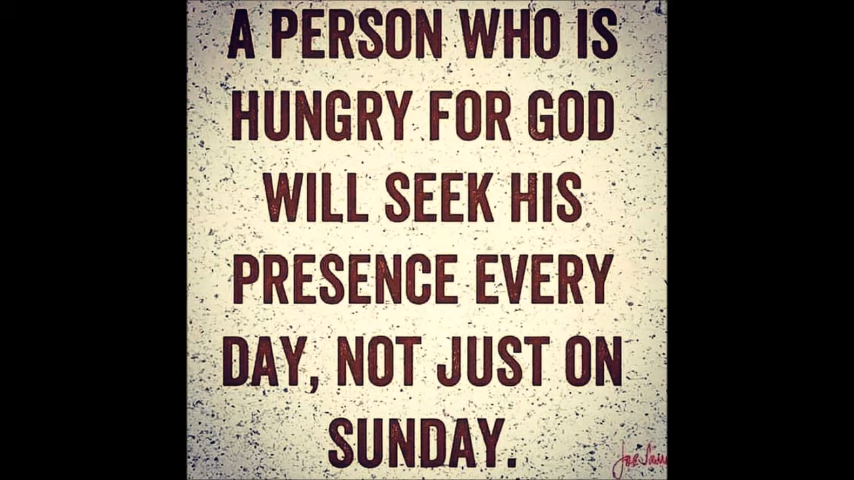 A PERSON WHO IS
HUNGRY FOR GOD
WILL SEEK HIS
PRESENCE EVERY
DAY, NOT JUST ON
SUNDAY.